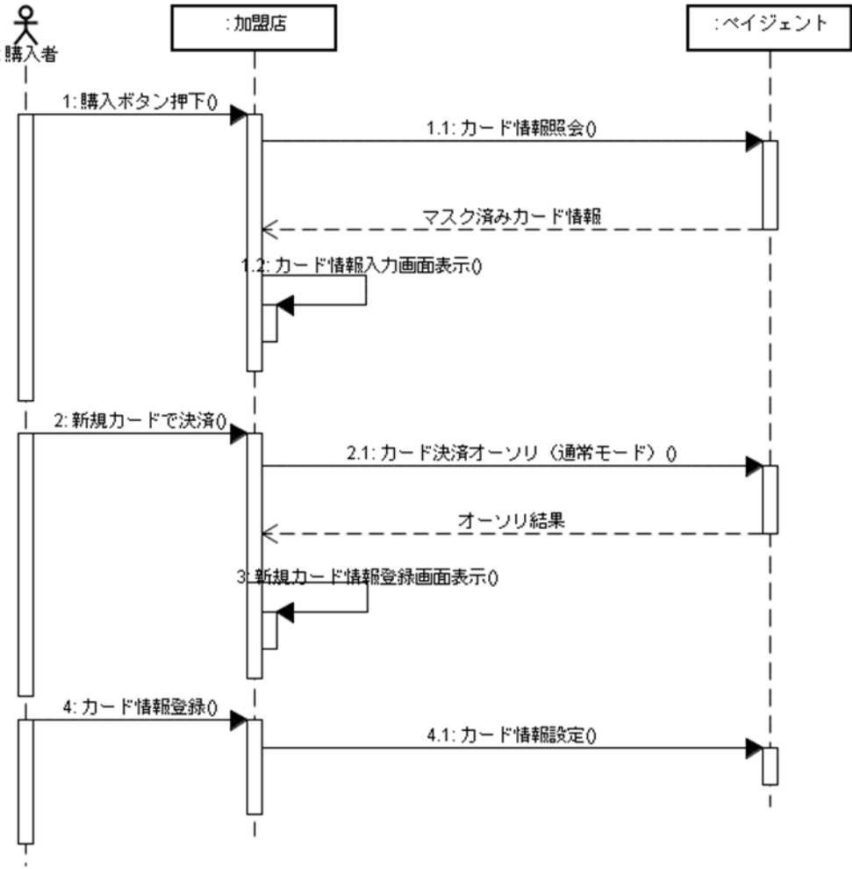 購入者
:加盟店
:ペイジェント
1:購入ボタン押下()
1.1:カード情報照会()
マスク済みカード情報
1.2:カード情報入力画面表示()
2:新規カードで決済()
2.1:カード決済オーソリ（通常モード）()
オーソリ結果
3:新規カード情報登録画面表示()
4:カード情報登録()
4.1:カード情報設定()